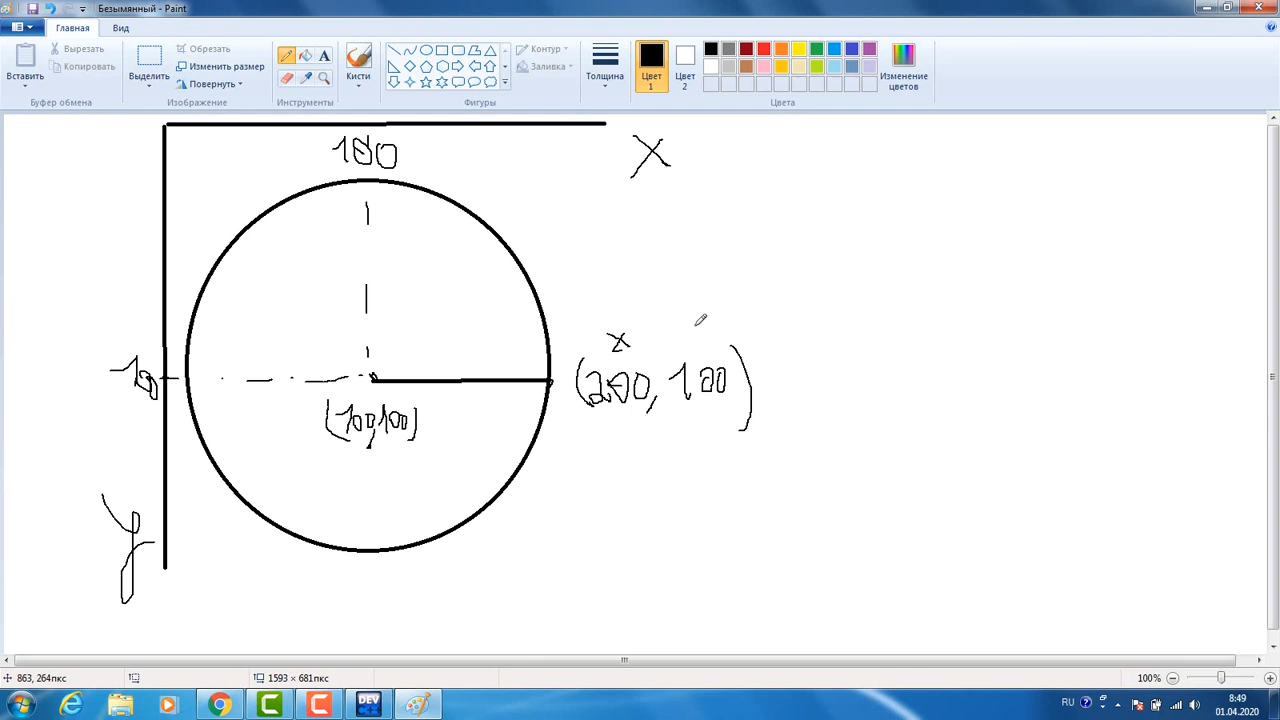 Безымянный - Paint
Главная Вид
Вставить
Вырезать
Копировать
Буфер обмена
Выделить
Обрезать
Изменить размер
Повернуть
Изображение
A
Инструменты
Кисти
Контур
Заливка
Фигуры
Толщина
Цвет 1
Цвет 2
Изменение цветов
Цвета
100
X
x
(200, 100)
(100,100)
y
863, 264пкс
1593 × 681пкс
100%
DEV
RU
8:49
01.04.2020